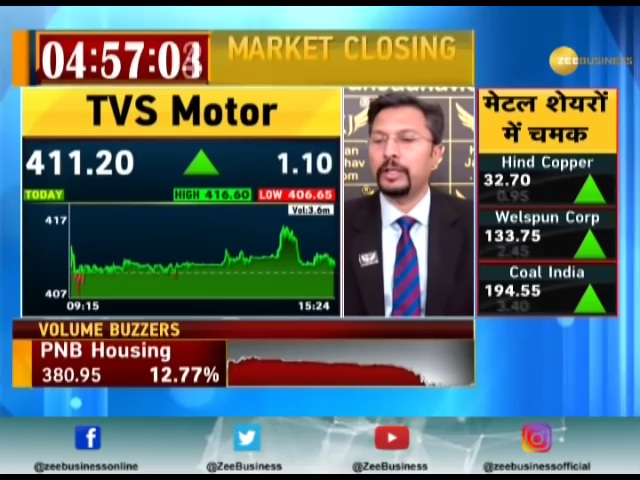 04:57:0
MARKET CLOSING
ZEEBUSINESS
TVS Motor
411.20
1.10
TODAY
HIGH 416.60
LOW 406.65
Vol:3.6m
417
407
09:15
15:24
मेटल शेयरों
में चमक
Hind Copper
32.70
0.95
Welspun Corp
133.75
2.45
Coal India
194.55
3.40
VOLUME BUZZERS
PNB Housing
380.95
12.77%
@zeebusinessonline
@ZeeBusiness
@ZeeBusiness
@zeebusinessofficial